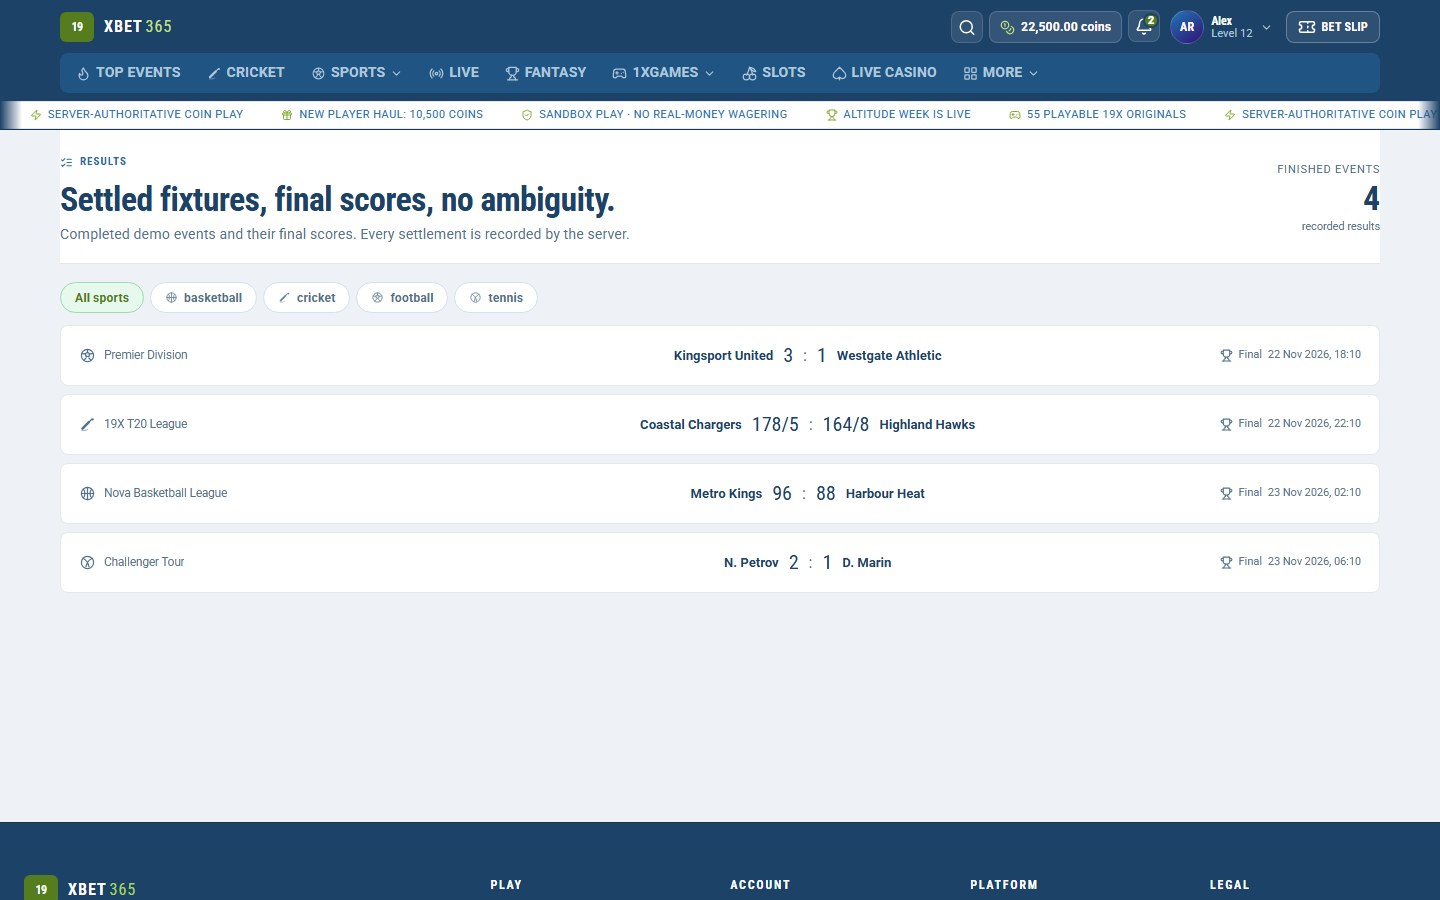 19 XBET 365
22,500.00 coins
2
AR
Alex
Level 12
BET SLIP
TOP EVENTS CRICKET SPORTS LIVE FANTASY 1XGAMES SLOTS LIVE CASINO MORE
SERVER-AUTHORITATIVE COIN PLAY NEW PLAYER HAUL: 10,500 COINS SANDBOX PLAY · NO REAL-MONEY WAGERING ALTITUDE WEEK IS LIVE 55 PLAYABLE 19X ORIGINALS SERVER-AUTHORITATIVE COIN PLAY
RESULTS
Settled fixtures, final scores, no ambiguity.
Completed demo events and their final scores. Every settlement is recorded by the server.
FINISHED EVENTS
4
recorded results
All sports basketball cricket football tennis
Premier Division Kingsport United 3 : 1 Westgate Athletic Final 22 Nov 2026, 18:10
19X T20 League Coastal Chargers 178/5 : 164/8 Highland Hawks Final 22 Nov 2026, 22:10
Nova Basketball League Metro Kings 96 : 88 Harbour Heat Final 23 Nov 2026, 02:10
Challenger Tour N. Petrov 2 : 1 D. Marin Final 23 Nov 2026, 06:10
19 XBET 365 PLAY ACCOUNT PLATFORM LEGAL